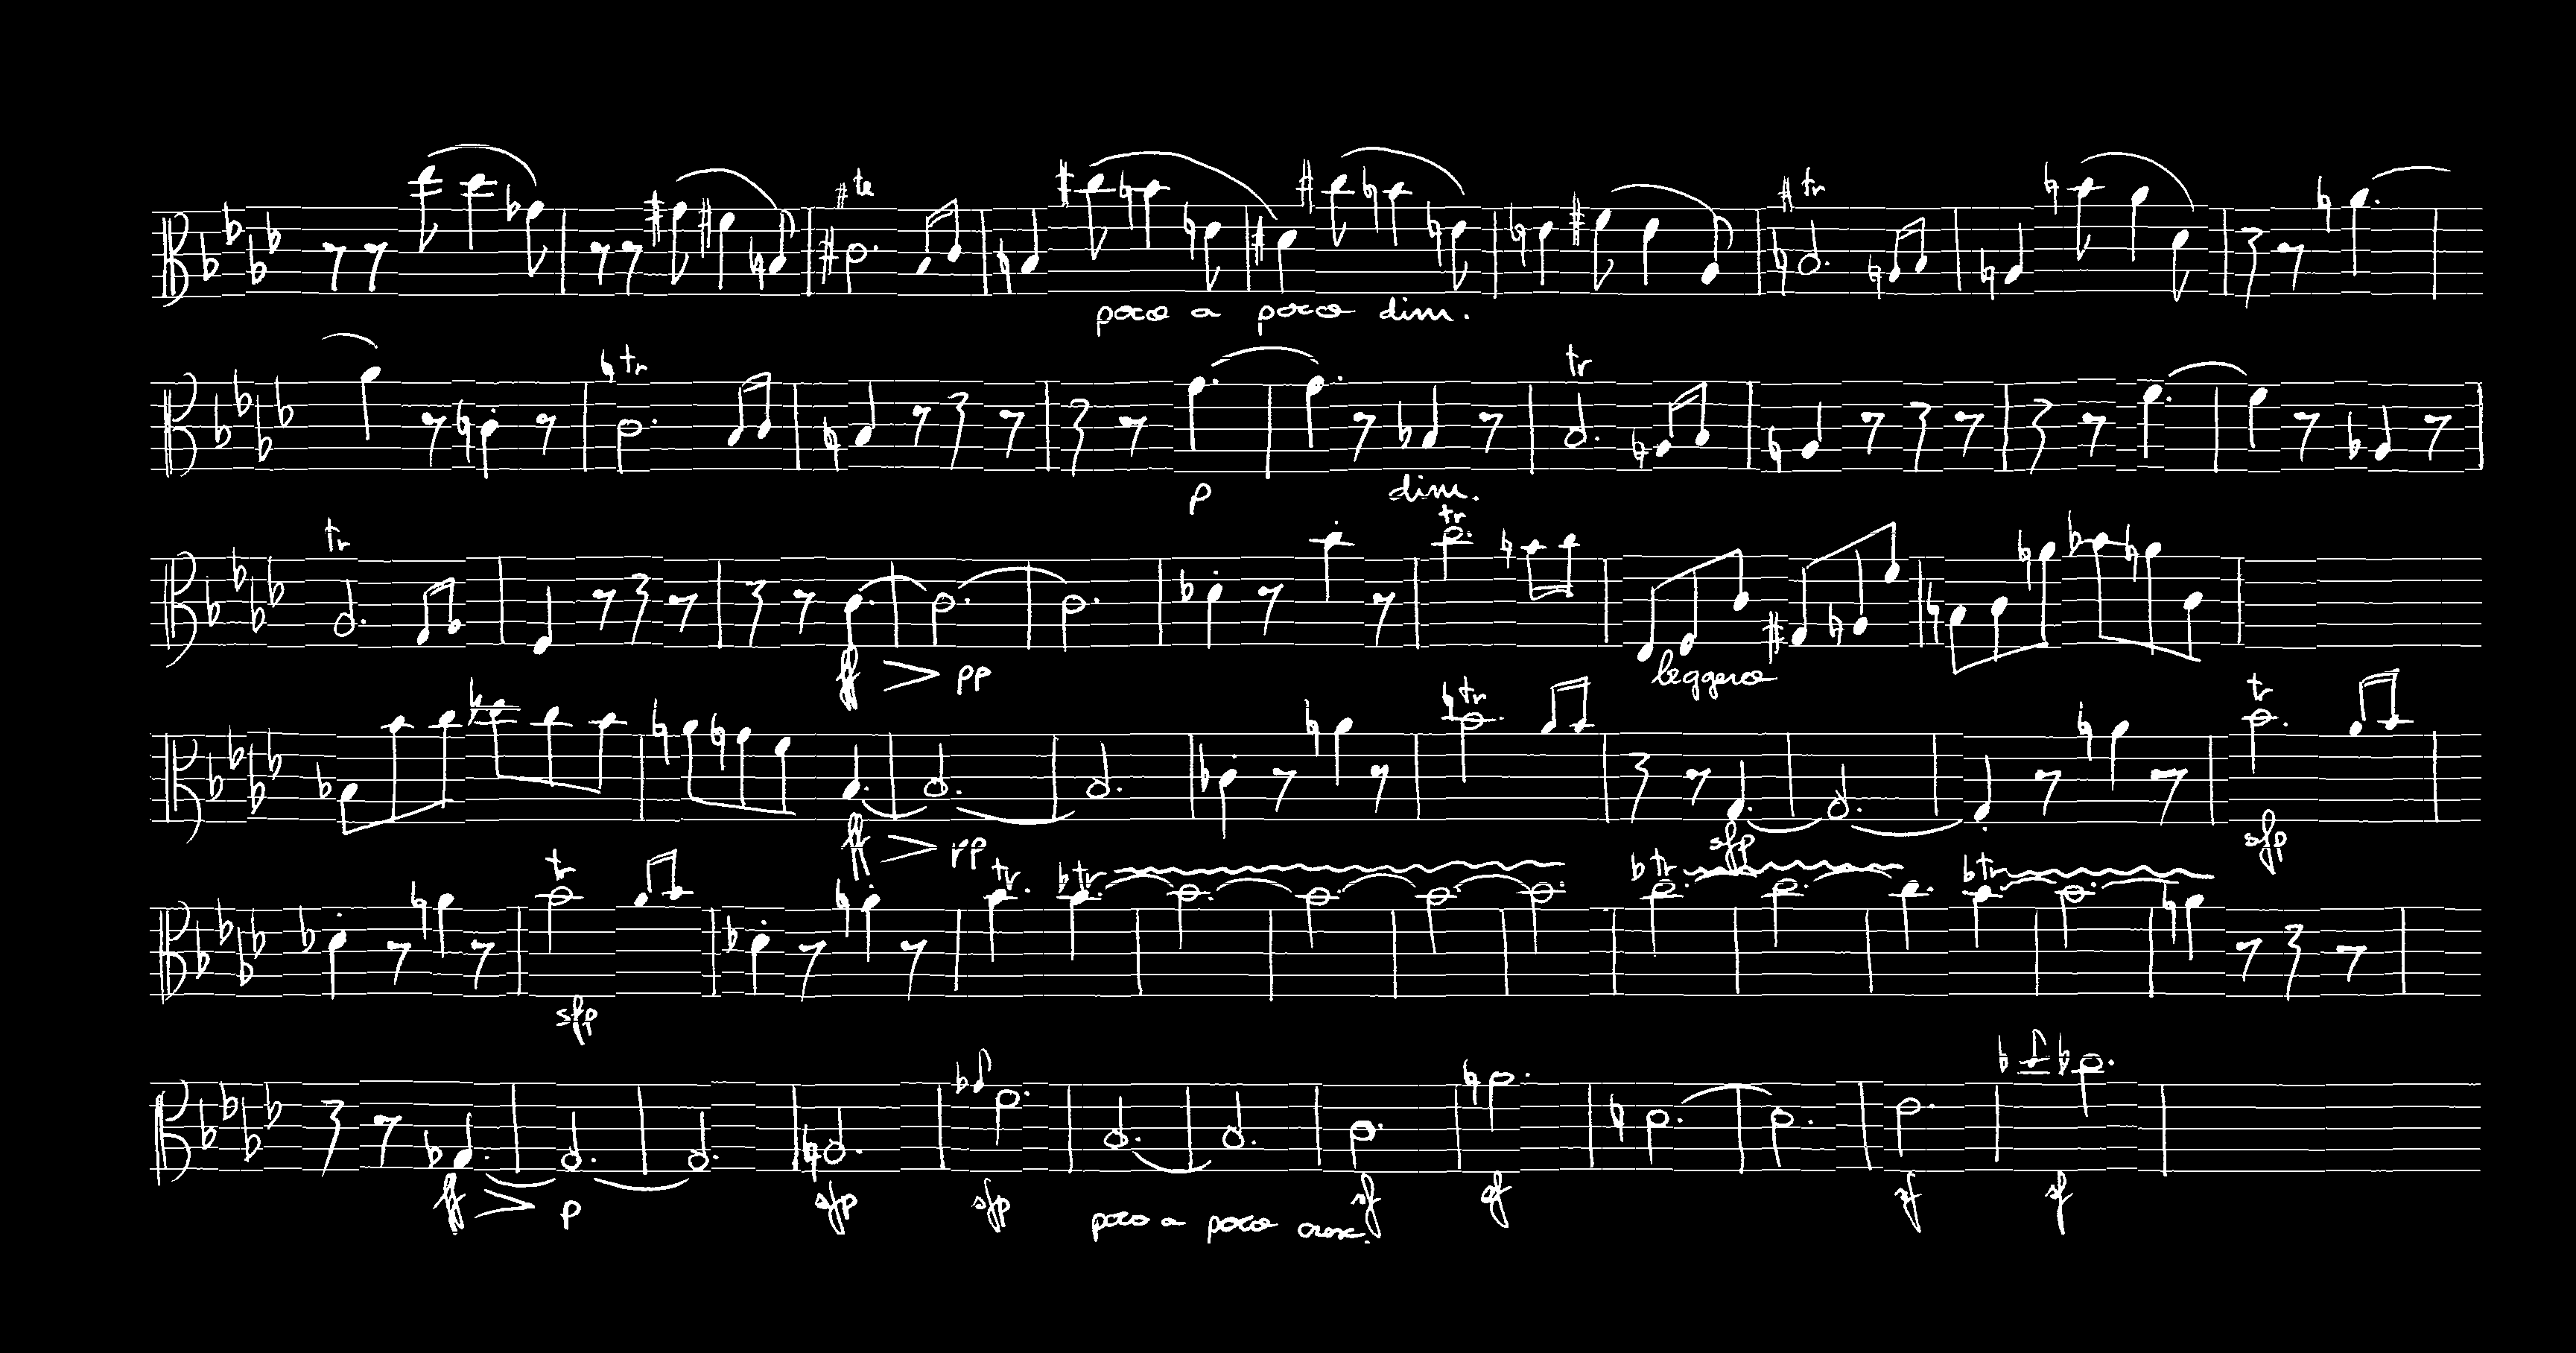 tr
poco a poco dim.
tr
tr
tr
p
dim.
tr
tr
ff > pp
leggero
tr
tr
ff > pp
sfp
sfp
tr
tr
tr
tr
tr
sfp
ff > p
sfp
sfp
poco a poco cresc.
sf
sf
sf
sf